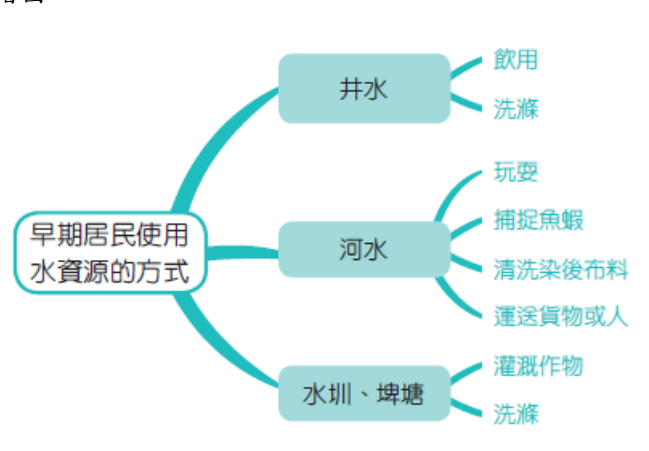 井水
飲用
洗滌
早期居民使用
水資源的方式
河水
玩耍
捕捉魚蝦
清洗染後布料
運送貨物或人
水圳、埤塘
灌溉作物
洗滌